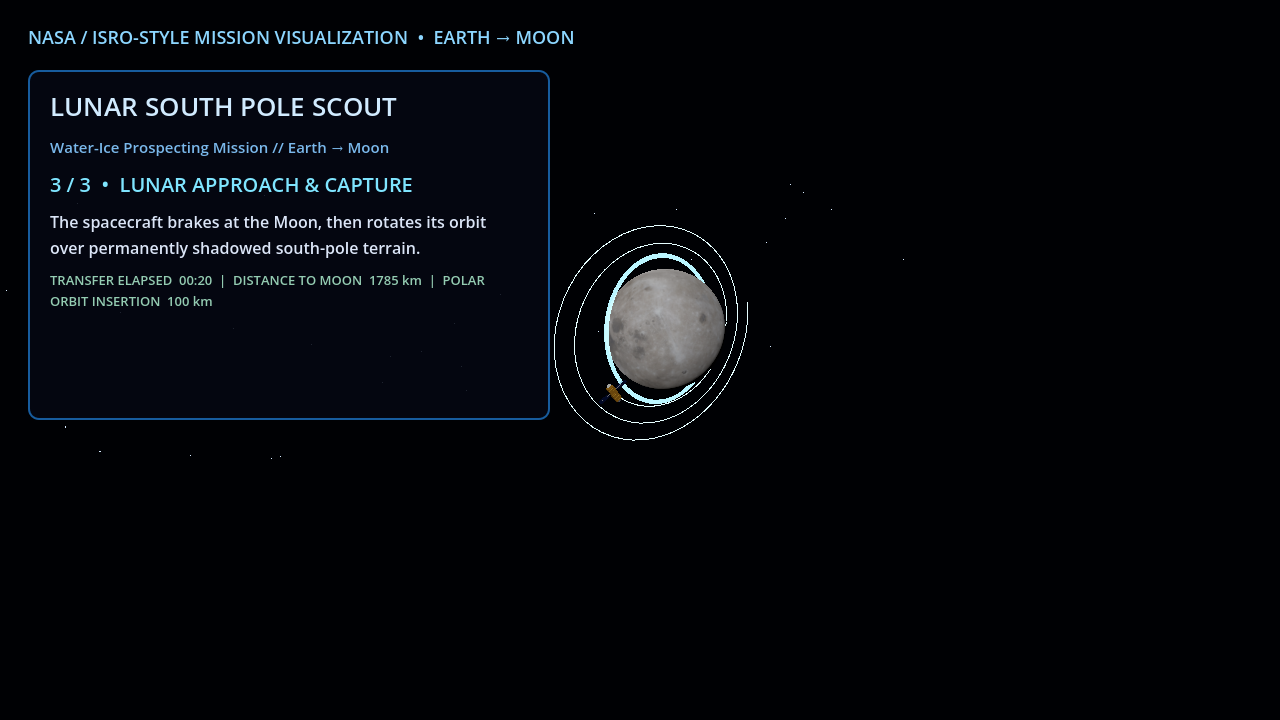 NASA / ISRO-STYLE MISSION VISUALIZATION • EARTH → MOON
LUNAR SOUTH POLE SCOUT
Water-Ice Prospecting Mission // Earth → Moon
3 / 3 • LUNAR APPROACH & CAPTURE
The spacecraft brakes at the Moon, then rotates its orbit
over permanently shadowed south-pole terrain.
TRANSFER ELAPSED 00:20 | DISTANCE TO MOON 1785 km | POLAR
ORBIT INSERTION 100 km